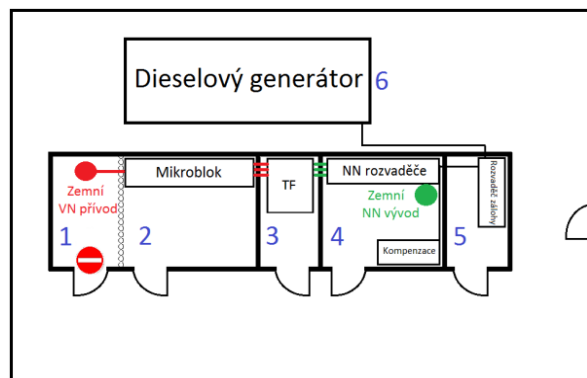 Dieselový generátor
6
Mikroblok
TF
NN rozvaděče
Rozvaděč zálohy
Zemní
VN přívod
Zemní
NN vývod
Kompenzace
1
2
3
4
5